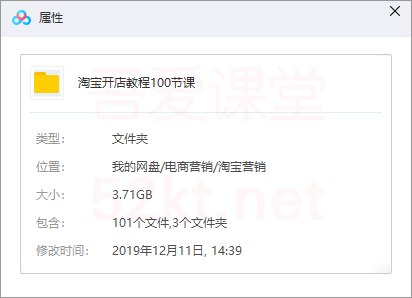 属性
淘宝开店教程100节课
类型： 文件夹
位置： 我的网盘/电商营销/淘宝营销
大小： 3.71GB
包含： 101个文件,3个文件夹
修改时间： 2019年12月11日, 14:39
吾爱课堂
52kt.net